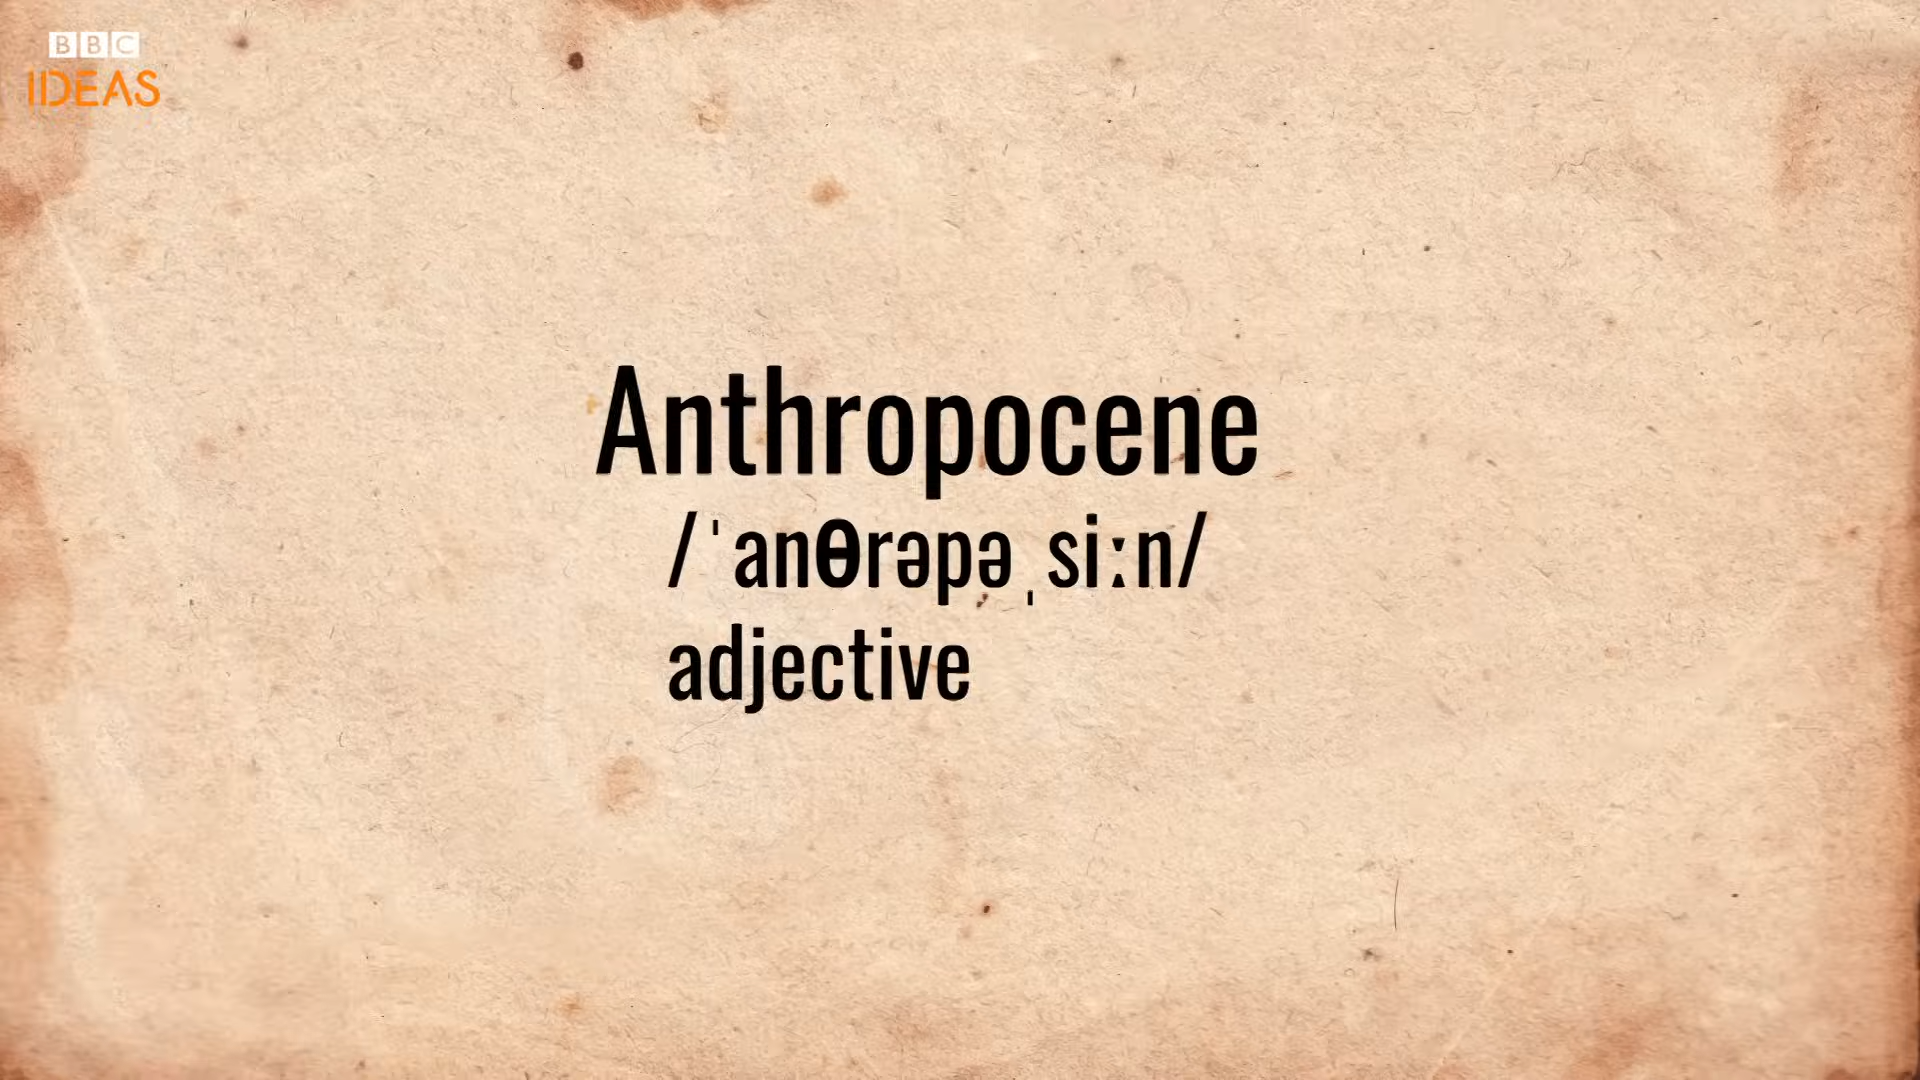 BBC
IDEAS
Anthropocene
/ˈanθrəpəˌsiːn/
adjective